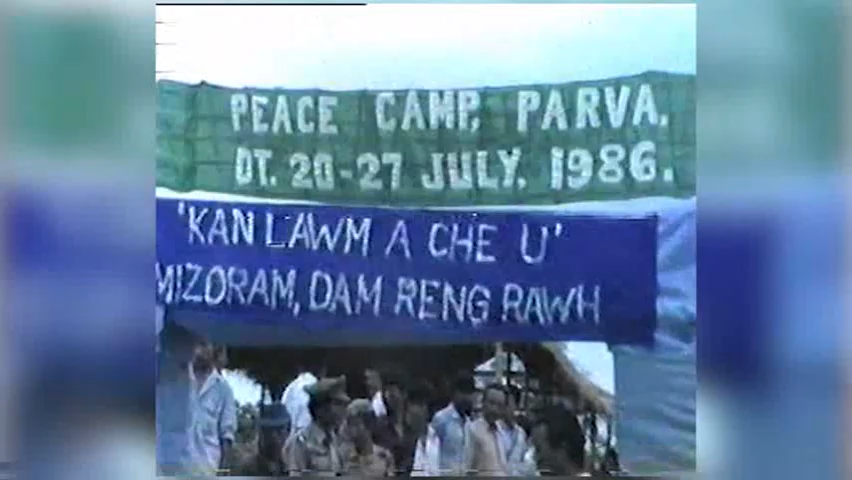 PEACE CAMP, PARVA.
DT. 20-27 JULY, 1986.
'KAN LAWM A CHE U'
MIZORAM, DAM RENG RAWH